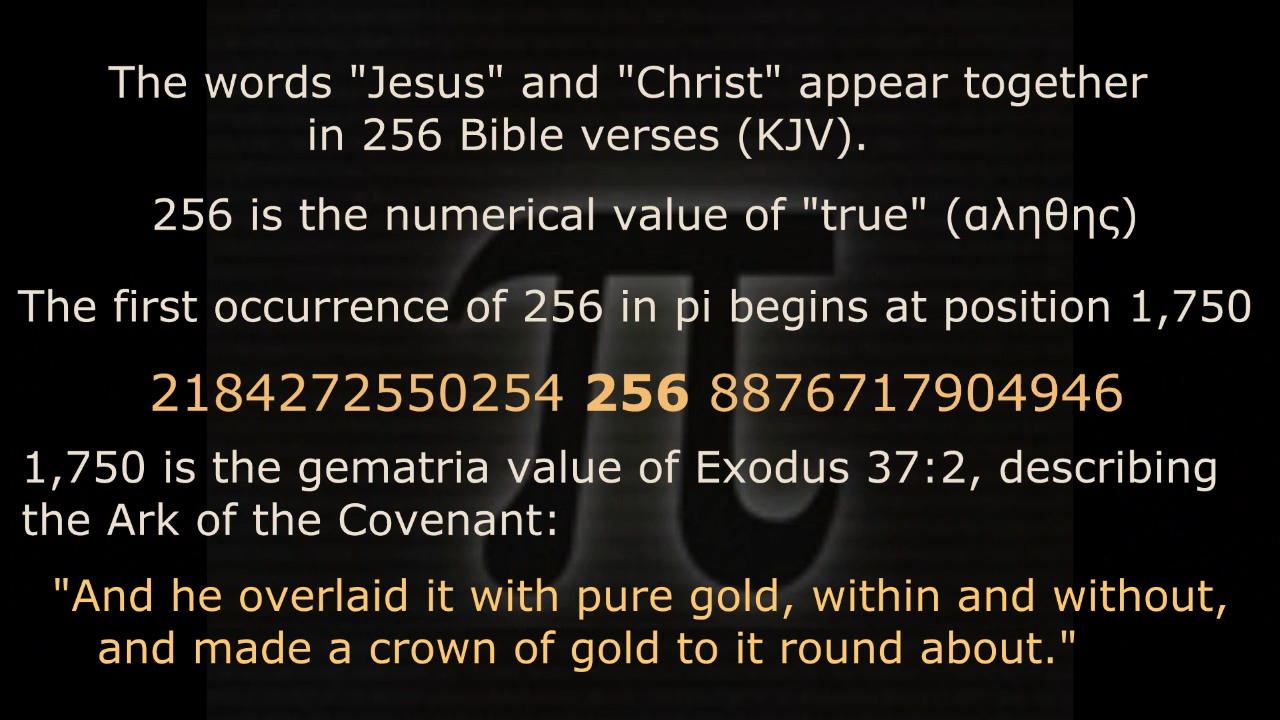 The words "Jesus" and "Christ" appear together
in 256 Bible verses (KJV).
256 is the numerical value of "true" (αληθης)
The first occurrence of 256 in pi begins at position 1,750
2184272550254 256 8876717904946
1,750 is the gematria value of Exodus 37:2, describing
the Ark of the Covenant:
"And he overlaid it with pure gold, within and without,
and made a crown of gold to it round about."